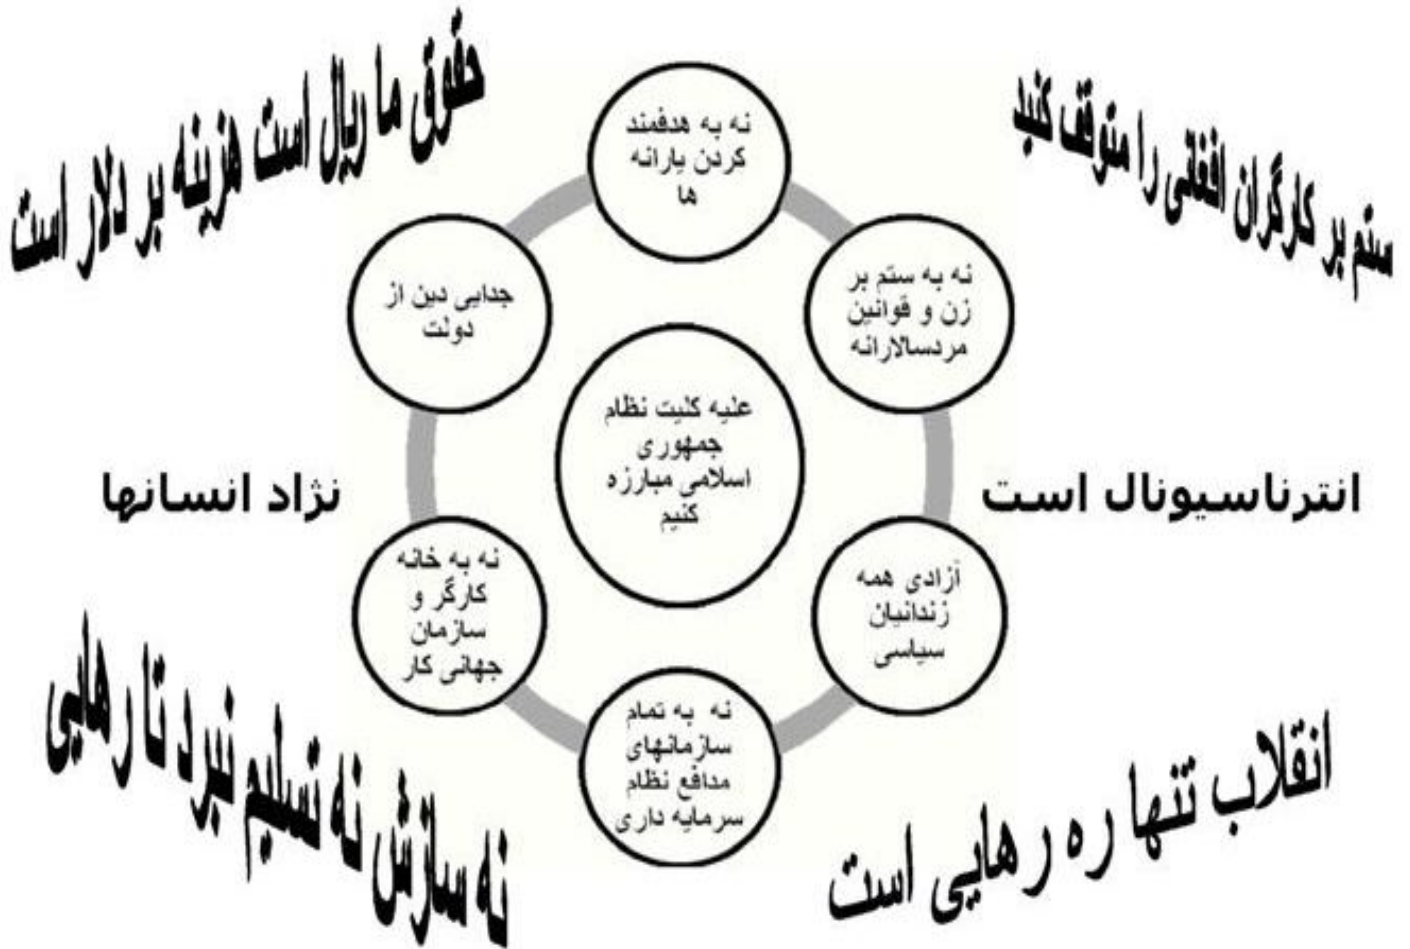 ستم بر کارگران افغانی را متوقف کنید
حقوق ما ریال است هزینه بر دلار است
نه به هدفمند
کردن یارانه
ها
نه به ستم بر
زن و قوانین
مردسالارانه
جدایی دین از
دولت
علیه کلیت نظام
جمهوری
اسلامی مبارزه
کنیم
انترناسیونال است
نژاد انسانها
آزادی همه
زندانیان
سیاسی
نه به خانه
کارگر و
سازمان
جهانی کار
نه به تمام
سازمانهای
مدافع نظام
سرمایه داری
انقلاب تنها ره رهایی است
نه سازش نه تسلیم نبرد تا رهایی